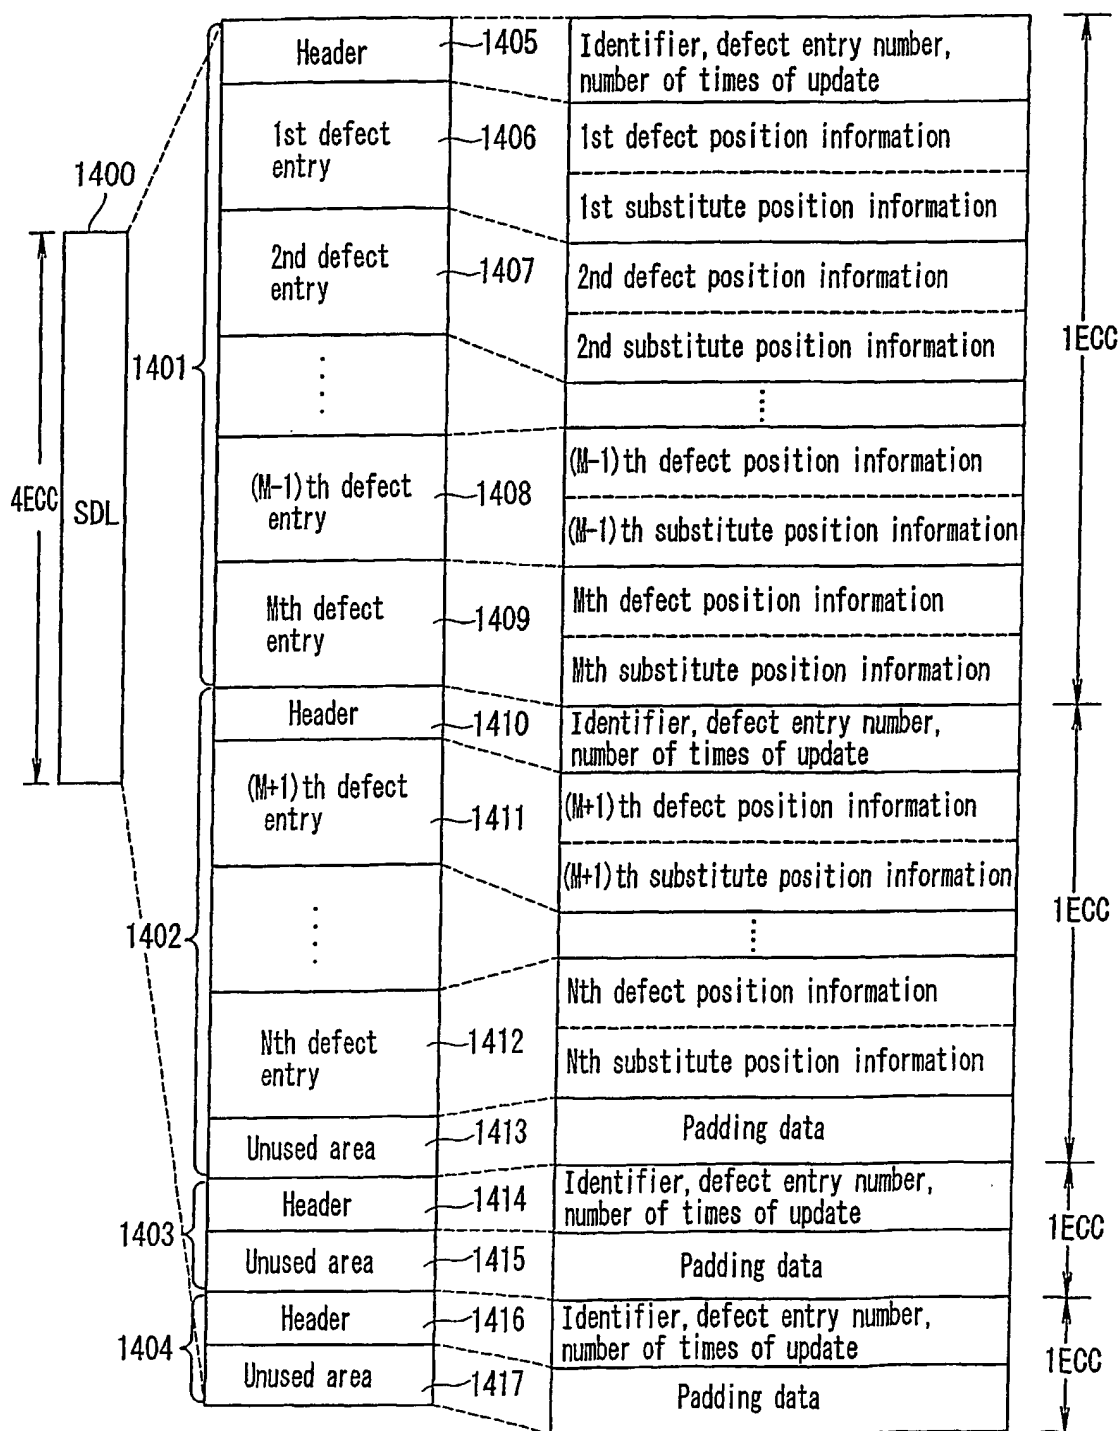 Header
1405
Identifier, defect entry number,
number of times of update
1st defect
entry
1406
1st defect position information
1st substitute position information
1400
2nd defect
entry
1407
2nd defect position information
2nd substitute position information
1401
1ECC
4ECC
SDL
(M-1)th defect
entry
1408
(M-1)th defect position information
(M-1)th substitute position information
Mth defect
entry
1409
Mth defect position information
Mth substitute position information
Header
1410
Identifier, defect entry number,
number of times of update
(M+1)th defect
entry
1411
(M+1)th defect position information
(M+1)th substitute position information
1402
1ECC
Nth defect
entry
1412
Nth defect position information
Nth substitute position information
Unused area
1413
Padding data
1403
Header
1414
Identifier, defect entry number,
number of times of update
1ECC
Unused area
1415
Padding data
1404
Header
1416
Identifier, defect entry number,
number of times of update
1ECC
Unused area
1417
Padding data